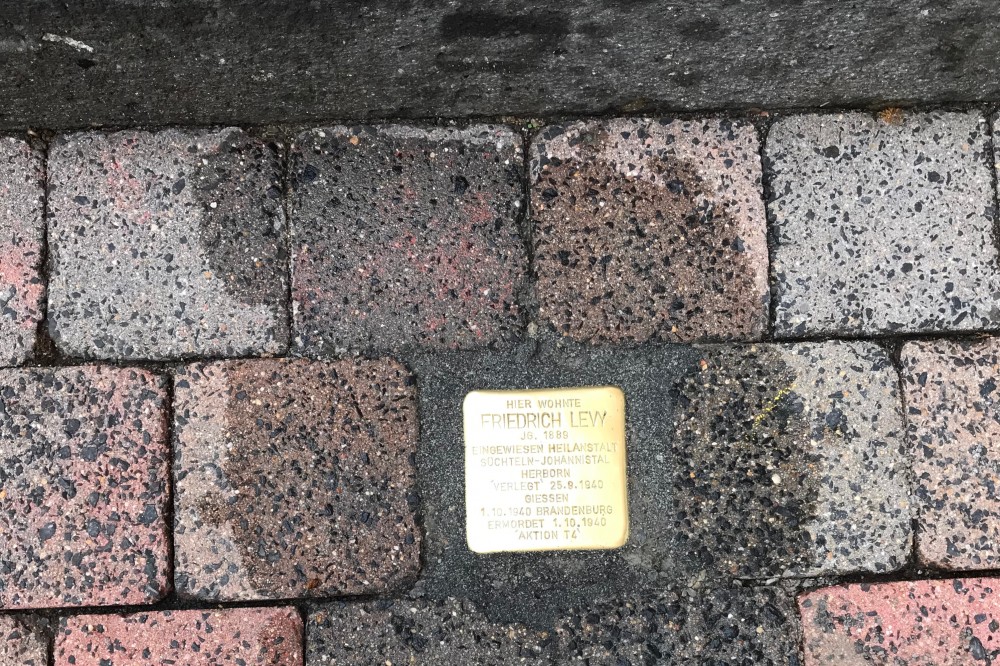 HIER WOHNTE
FRIEDRICH LEVY
JG. 1889
EINGEWIESEN HEILANSTALT
SÜCHTELN-JOHANNISTAL
HERBORN
'VERLEGT' 25.9.1940
GIESSEN
1.10.1940 BRANDENBURG
ERMORDET 1.10.1940
'AKTION T4'